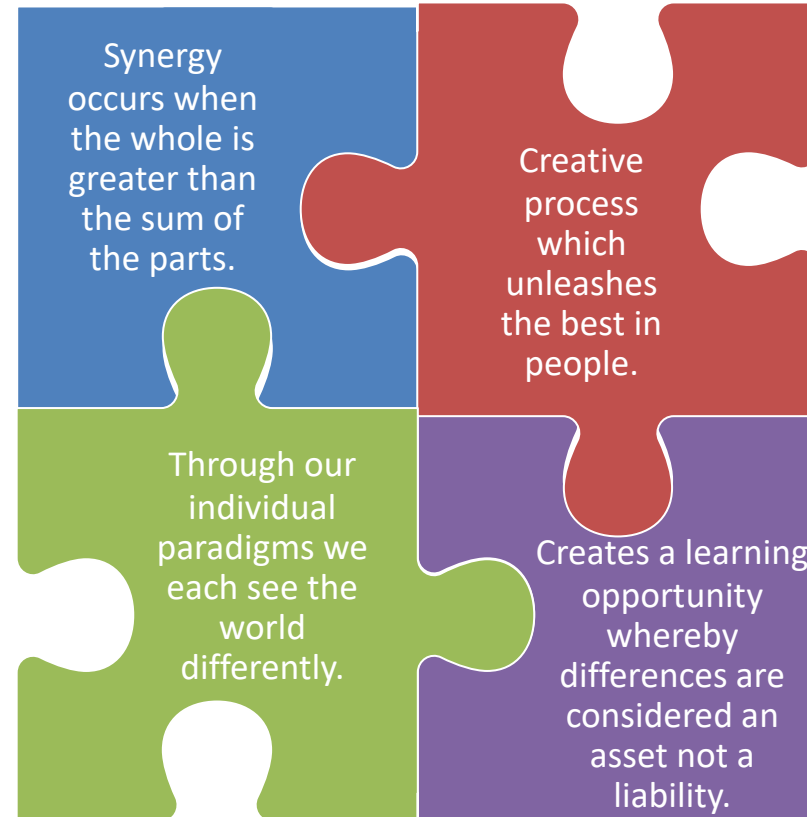 Synergy
occurs when
the whole is
greater than
the sum of
the parts.
Creative
process
which
unleashes
the best in
people.
Through our
individual
paradigms we
each see the
world
differently.
Creates a learning
opportunity
whereby
differences are
considered an
asset not a
liability.